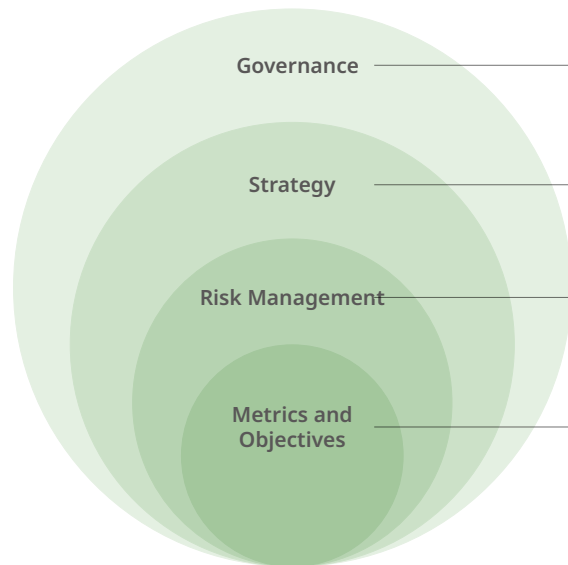 Governance
Strategy
Risk Management
Metrics and
Objectives